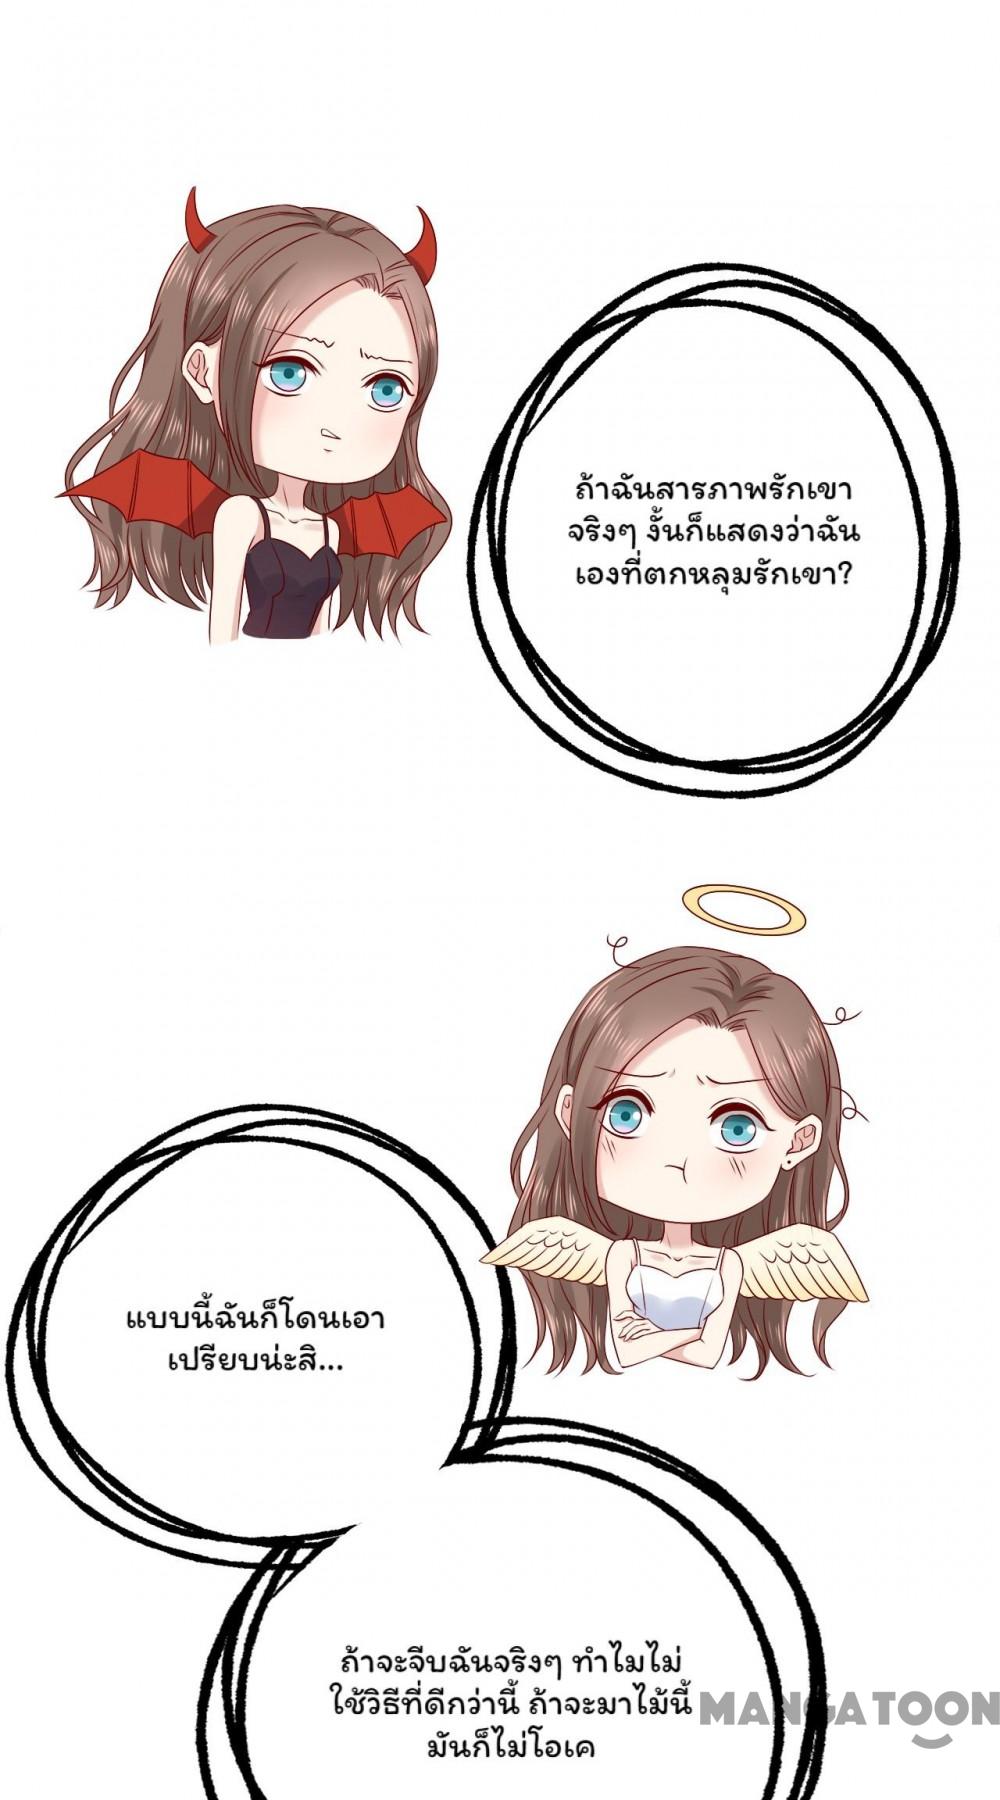 ถ้าฉันสารภาพรักเขา
จริงๆ งั้นก็แสดงว่าฉัน
เองที่ตกหลุมรักเขา?
แบบนี้ฉันก็โดนเอา
เปรียบน่ะสิ...
ถ้าจะจีบฉันจริงๆ ทำไมไม่
ใช้วิธีที่ดีกว่านี้ ถ้าจะมาไม้นี้
มันก็ไม่โอเค
MANGATOON